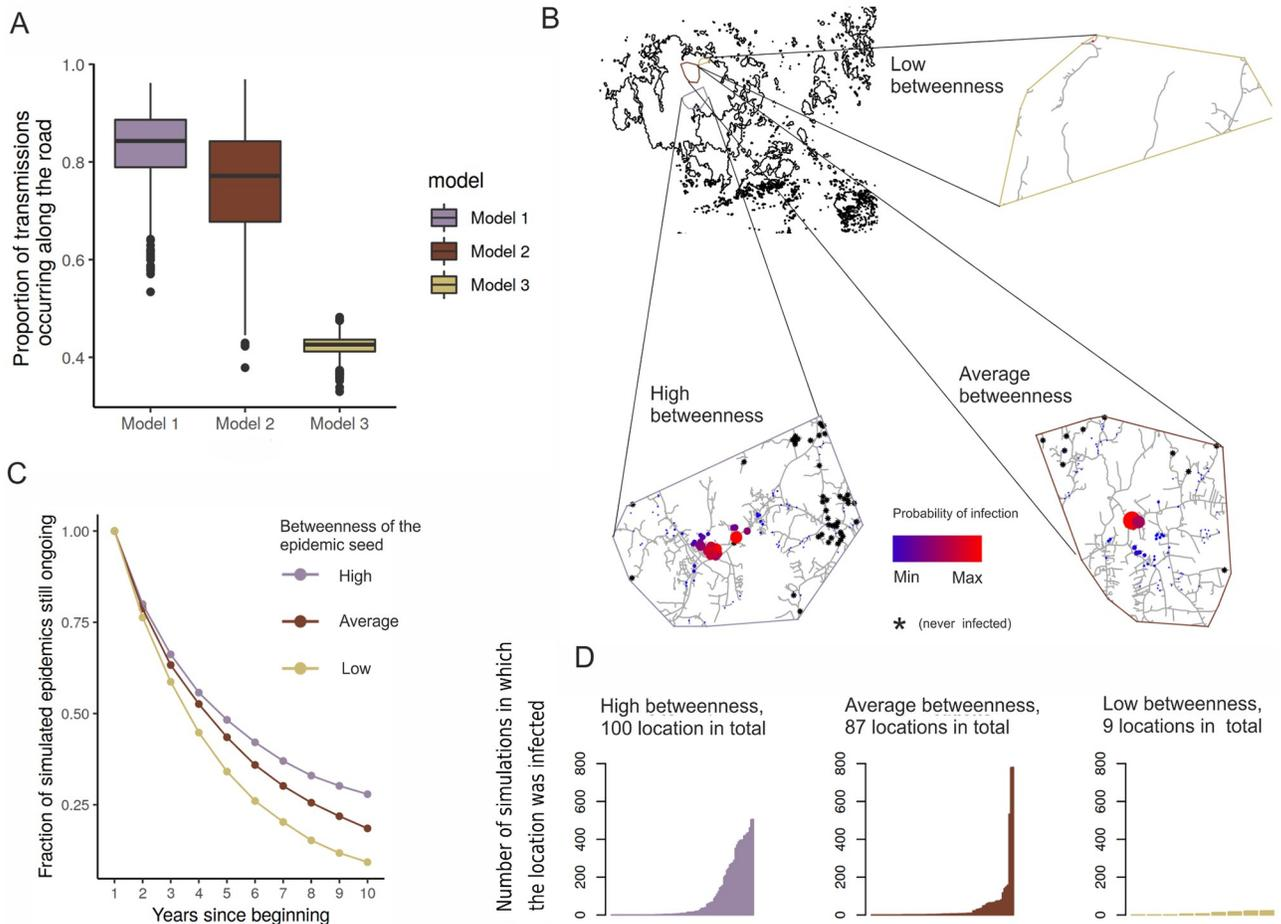 A
Proportion of transmissions
occurring along the road
1.0
0.8
0.6
0.4
Model 1
Model 2
Model 3
model
Model 1
Model 2
Model 3
B
Low
betweenness
High
betweenness
Average
betweenness
Probability of infection
Min
Max
* (never infected)
C
Fraction of simulated epidemics still ongoing
1.00
0.75
0.50
0.25
1 2 3 4 5 6 7 8 9 10
Years since beginning
Betweenness of the
epidemic seed
High
Average
Low
D
Number of simulations in which
the location was infected
High betweenness,
100 location in total
800
600
400
200
0
Average betweenness,
87 locations in total
800
600
400
200
0
Low betweenness,
9 locations in total
800
600
400
200
0